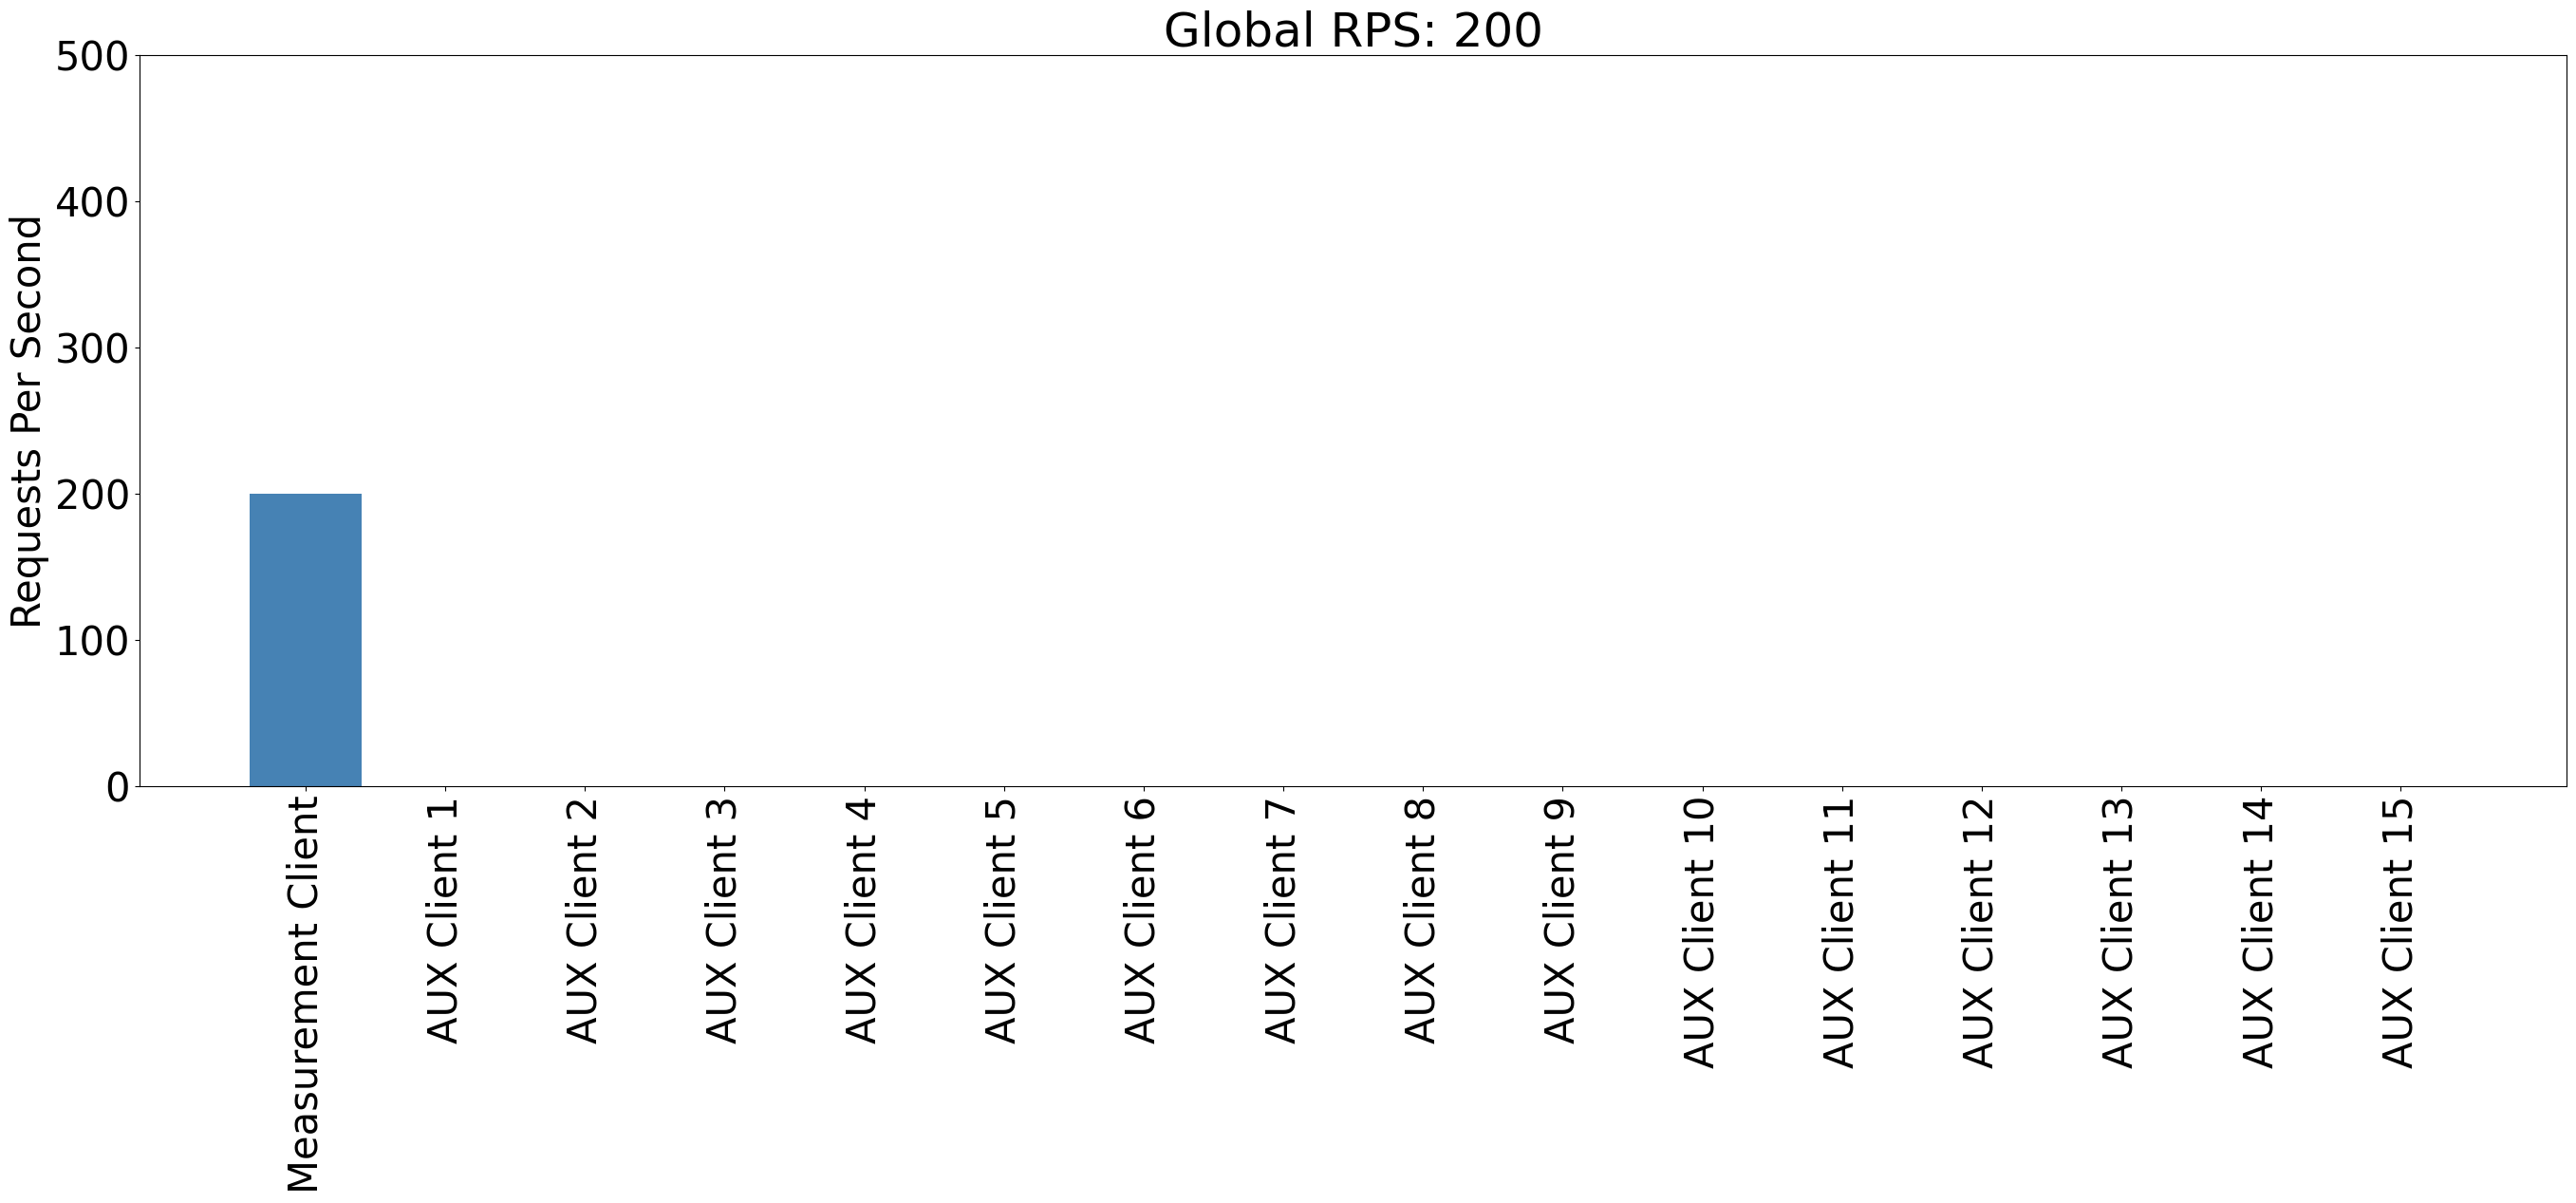 Global RPS: 200
Requests Per Second
500
400
300
200
100
0
Measurement Client
AUX Client 1
AUX Client 2
AUX Client 3
AUX Client 4
AUX Client 5
AUX Client 6
AUX Client 7
AUX Client 8
AUX Client 9
AUX Client 10
AUX Client 11
AUX Client 12
AUX Client 13
AUX Client 14
AUX Client 15